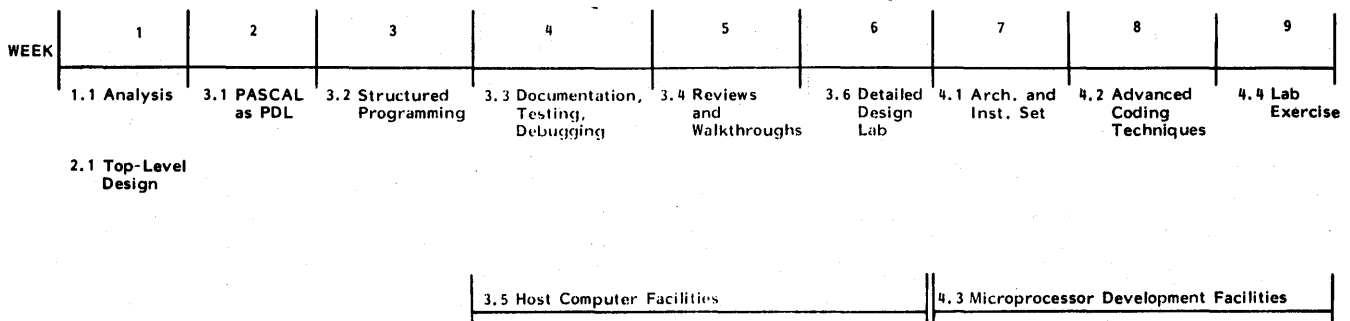 WEEK 1 2 3 4 5 6 7 8 9
1.1 Analysis
3.1 PASCAL
as PDL
3.2 Structured
Programming
3.3 Documentation,
Testing,
Debugging
3.4 Reviews
and
Walkthroughs
3.6 Detailed
Design
Lab
4.1 Arch. and
Inst. Set
4.2 Advanced
Coding
Techniques
4.4 Lab
Exercise
2.1 Top-Level
Design
3.5 Host Computer Facilities
4.3 Microprocessor Development Facilities